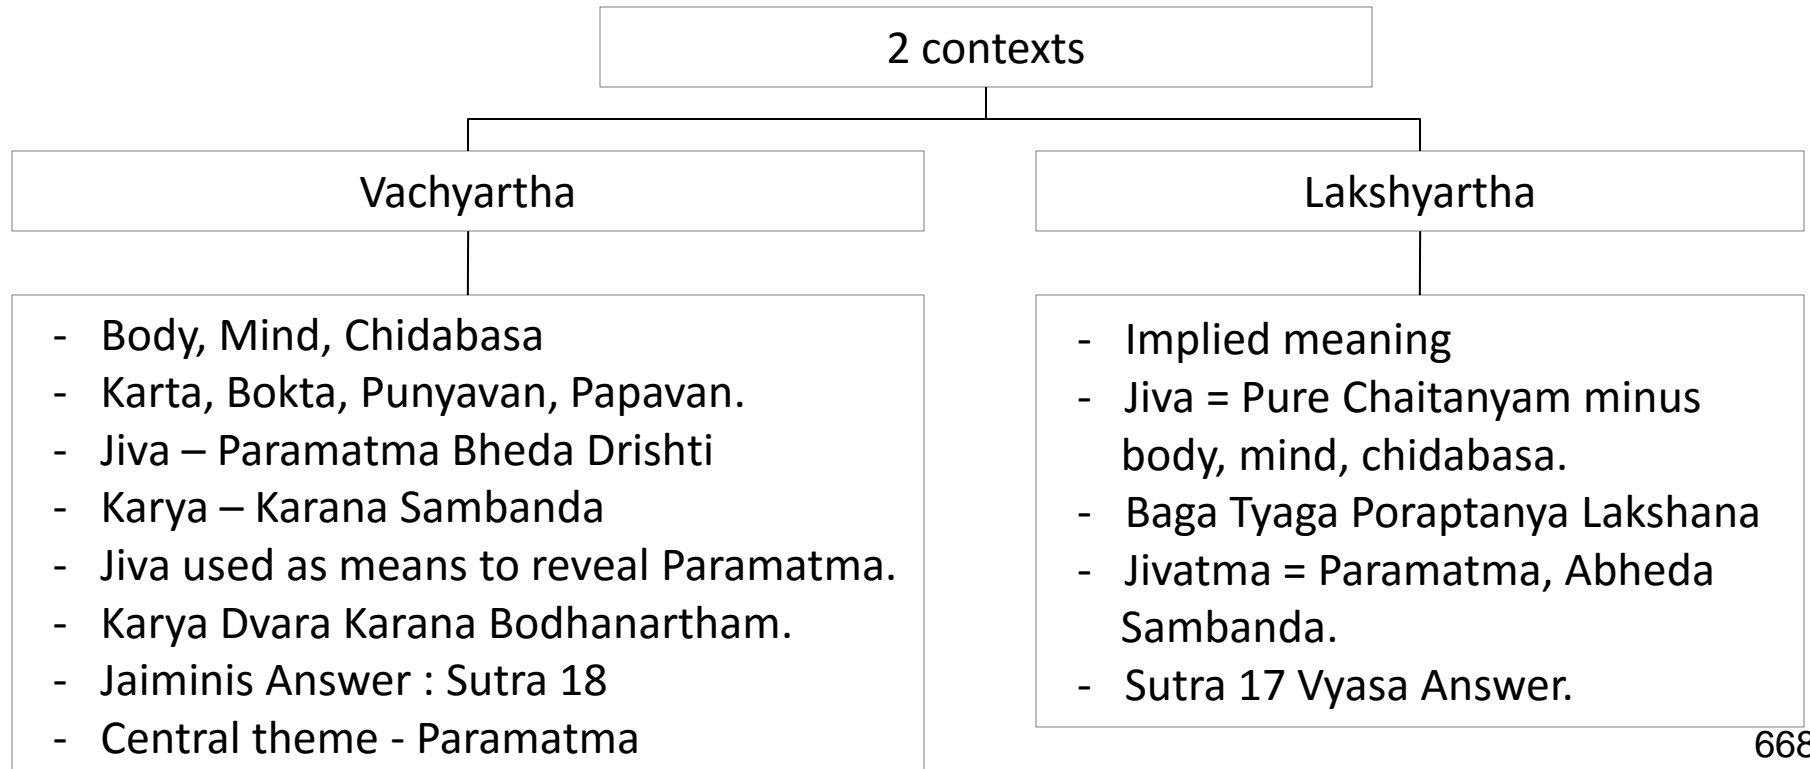 2 contexts
Vachyartha
Lakshyartha
- Body, Mind, Chidabasa
- Karta, Bokta, Punyavan, Papavan.
- Jiva – Paramatma Bheda Drishti
- Karya – Karana Sambanda
- Jiva used as means to reveal Paramatma.
- Karya Dvara Karana Bodhanartham.
- Jaiminis Answer : Sutra 18
- Central theme - Paramatma
- Implied meaning
- Jiva = Pure Chaitanyam minus
body, mind, chidabasa.
- Baga Tyaga Poraptanya Lakshana
- Jivatma = Paramatma, Abheda
Sambanda.
- Sutra 17 Vyasa Answer.
668